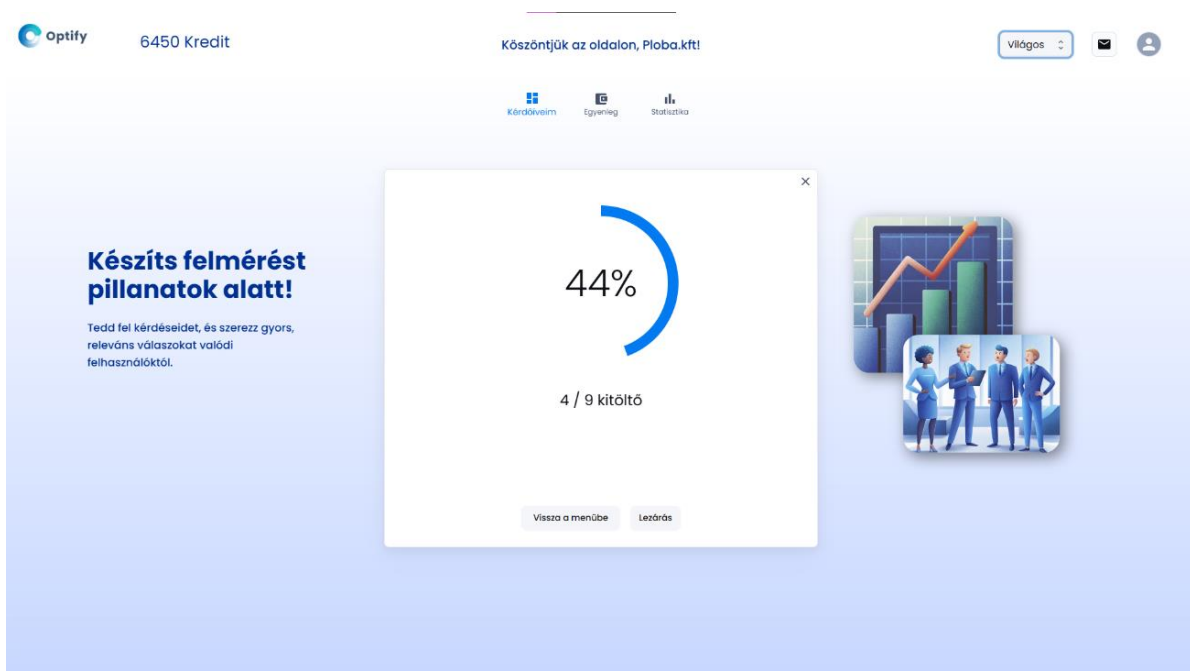 Optify
6450 Kredit
Köszöntjük az oldalon, Ploba.kft!
Világos
Kérdőíveim
Egyenleg
Statisztika
Készíts felmérést
pillanatok alatt!
Tedd fel kérdéseidet, és szerezz gyors,
releváns válaszokat valódi
felhasználóktól.
44%
4 / 9 kitöltő
Vissza a menübe
Lezárás